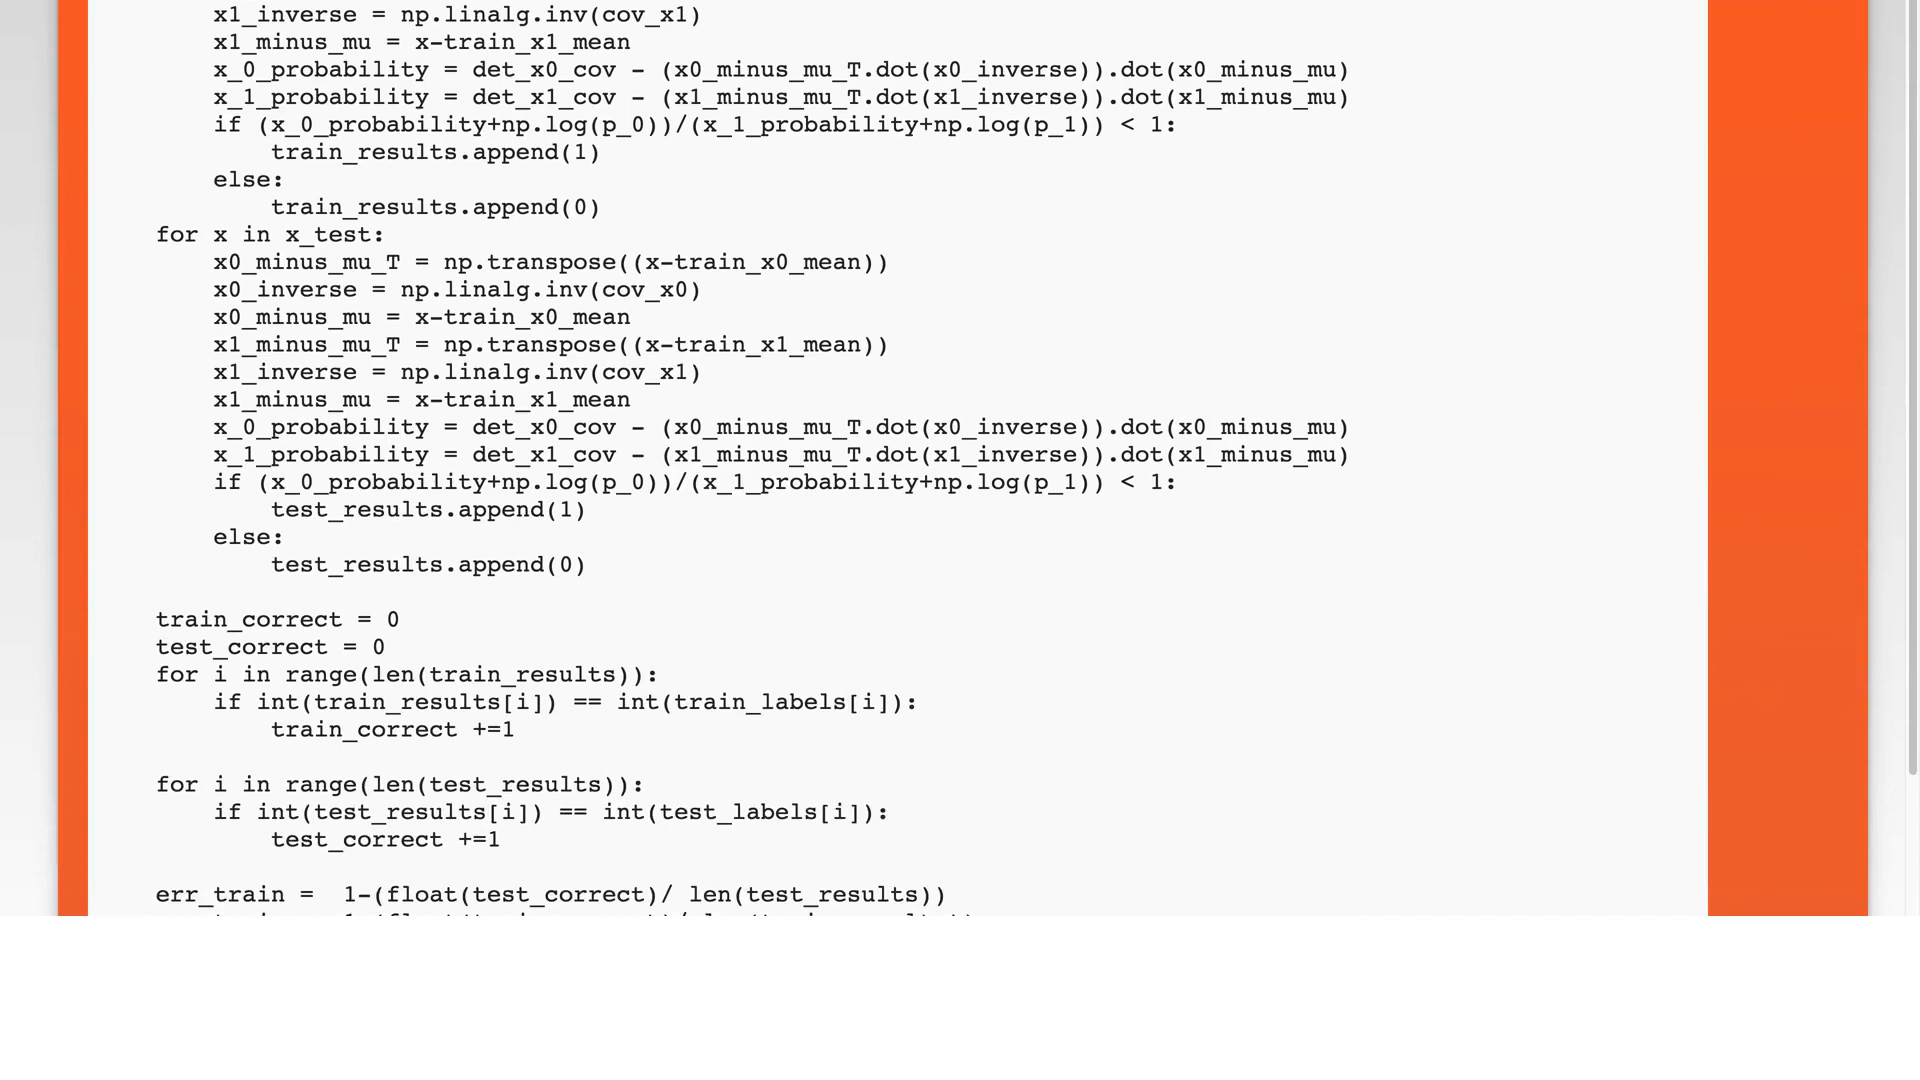 x1_inverse = np.linalg.inv(cov_x1)
x1_minus_mu = x-train_x1_mean
x_0_probability = det_x0_cov - (x0_minus_mu_T.dot(x0_inverse)).dot(x0_minus_mu)
x_1_probability = det_x1_cov - (x1_minus_mu_T.dot(x1_inverse)).dot(x1_minus_mu)
if (x_0_probability+np.log(p_0))/(x_1_probability+np.log(p_1)) < 1:
train_results.append(1)
else:
train_results.append(0)
for x in x_test:
x0_minus_mu_T = np.transpose((x-train_x0_mean))
x0_inverse = np.linalg.inv(cov_x0)
x0_minus_mu = x-train_x0_mean
x1_minus_mu_T = np.transpose((x-train_x1_mean))
x1_inverse = np.linalg.inv(cov_x1)
x1_minus_mu = x-train_x1_mean
x_0_probability = det_x0_cov - (x0_minus_mu_T.dot(x0_inverse)).dot(x0_minus_mu)
x_1_probability = det_x1_cov - (x1_minus_mu_T.dot(x1_inverse)).dot(x1_minus_mu)
if (x_0_probability+np.log(p_0))/(x_1_probability+np.log(p_1)) < 1:
test_results.append(1)
else:
test_results.append(0)
train_correct = 0
test_correct = 0
for i in range(len(train_results)):
if int(train_results[i]) == int(train_labels[i]):
train_correct +=1
for i in range(len(test_results)):
if int(test_results[i]) == int(test_labels[i]):
test_correct +=1
err_train =  1-(float(test_correct)/ len(test_results))